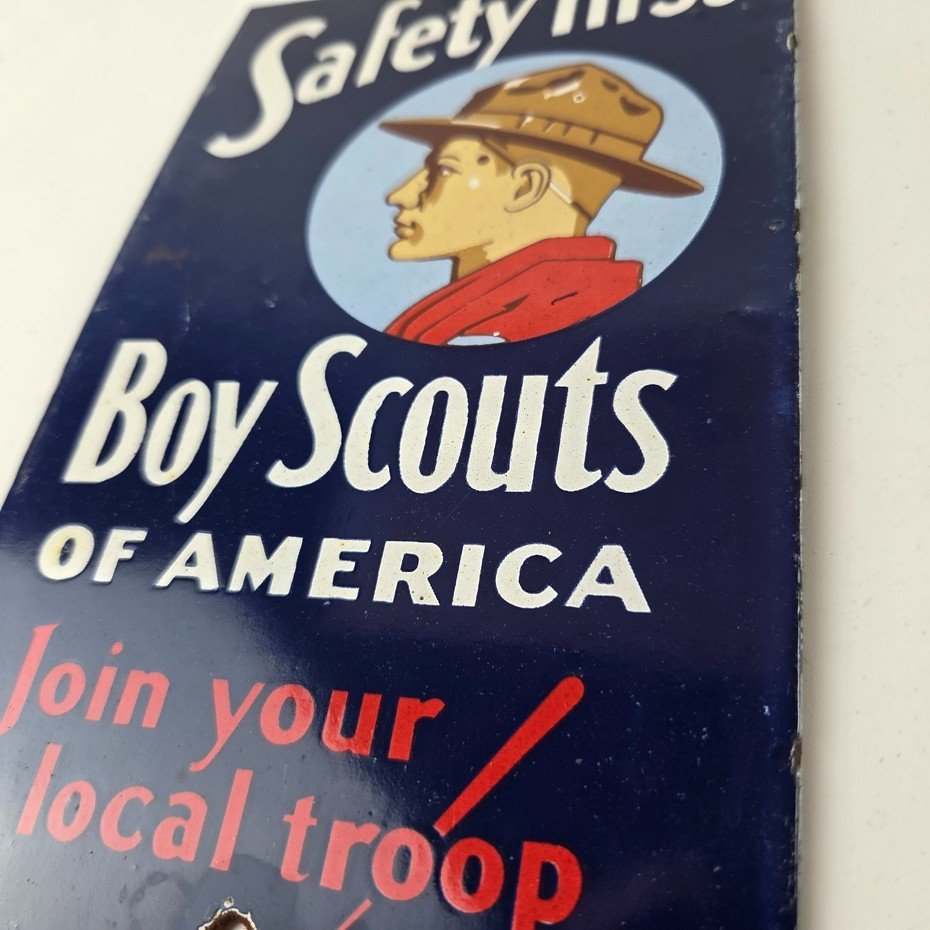 Safety
Boy Scouts
OF AMERICA
Join your
local troop